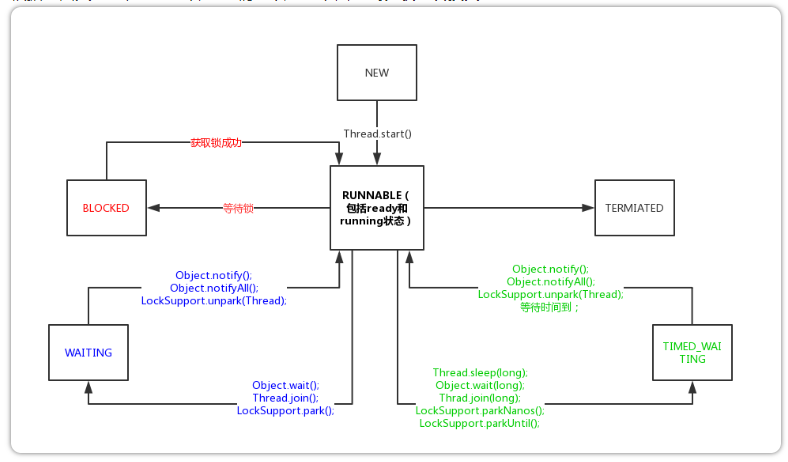 NEW
Thread.start()
获取锁成功
BLOCKED
等待锁
RUNNABLE（
包括ready和
running状态）
TERMIATED
Object.notify();
Object.notifyAll();
LockSupport.unpark(Thread);
Object.notify();
Object.notifyAll();
LockSupport.unpark(Thread);
等待时间到；
WAITING
TIMED_WAI
TING
Object.wait();
Thread.join();
LockSupport.park();
Thread.sleep(long);
Object.wait(long);
Thrad.join(long);
LockSupport.parkNanos();
LockSupport.parkUntil();